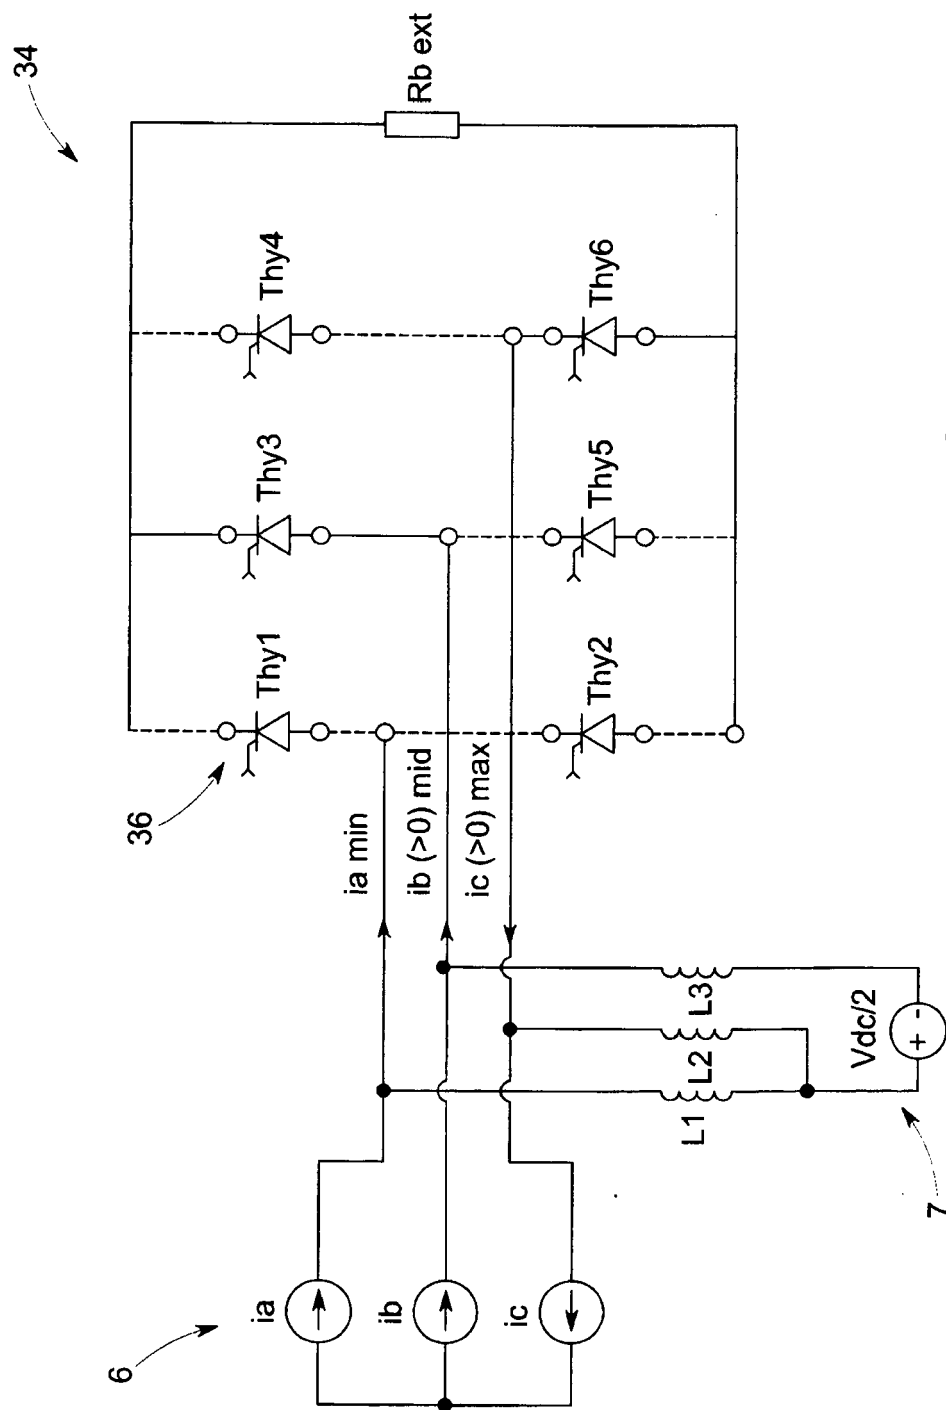 34
Rb ext
Thy4
Thy6
Thy3
Thy5
Thy1
Thy2
36
ia min
ib (>0) mid
ic (>0) max
L1
L2
L3
Vdc/2
+ -
7
ia
ib
ic
6